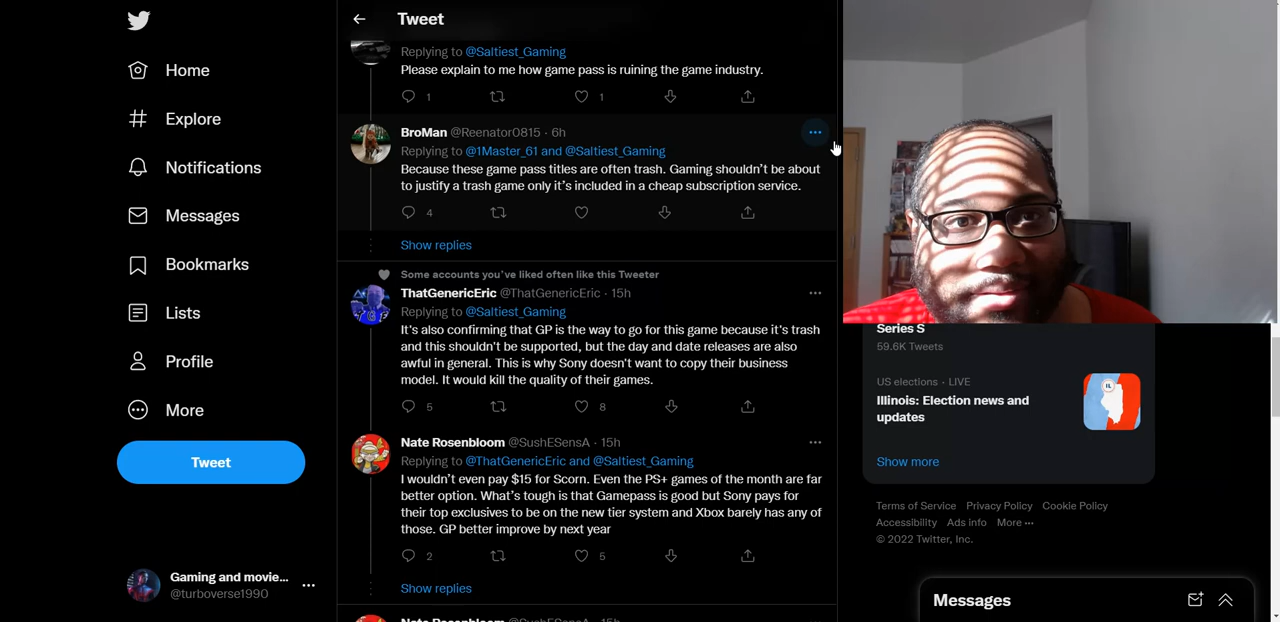 Home
Explore
Notifications
Messages
Bookmarks
Lists
Profile
More
Tweet
Gaming and movie...
@turboverse1990
Tweet
Replying to @Saltiest_Gaming
Please explain to me how game pass is ruining the game industry.
1
1
BroMan @Reenator0815 · 6h
Replying to @1Master_61 and @Saltiest_Gaming
Because these game pass titles are often trash. Gaming shouldn't be about
to justify a trash game only it's included in a cheap subscription service.
4
Show replies
Some accounts you've liked often like this Tweeter
ThatGenericEric @ThatGenericEric · 15h
Replying to @Saltiest_Gaming
It's also confirming that GP is the way to go for this game because it's trash
and this shouldn't be supported, but the day and date releases are also
awful in general. This is why Sony doesn't want to copy their business
model. It would kill the quality of their games.
5
8
Nate Rosenbloom @SushESensA · 15h
Replying to @ThatGenericEric and @Saltiest_Gaming
I wouldn't even pay $15 for Scorn. Even the PS+ games of the month are far
better option. What's tough is that Gamepass is good but Sony pays for
their top exclusives to be on the new tier system and Xbox barely has any of
those. GP better improve by next year
2
5
Show replies
Series S
59.6K Tweets
US elections · LIVE
Illinois: Election news and
updates
IL
Show more
Terms of Service Privacy Policy Cookie Policy
Accessibility Ads info More ···
© 2022 Twitter, Inc.
Messages